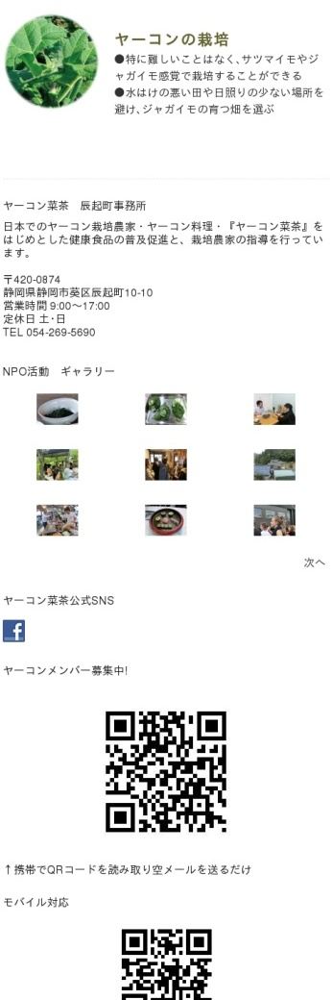 ヤーコンの栽培
●特に難しいことはなく､サツマイモやジ
ャガイモ感覚で栽培することができる
●水はけの悪い田や日照りの少ない場所を
避け､ジャガイモの育つ畑を選ぶ
ヤーコン菜茶　辰起町事務所
日本でのヤーコン栽培農家・ヤーコン料理・『ヤーコン菜茶』を
はじめとした健康食品の普及促進と、栽培農家の指導を行ってい
ます。
〒420-0874
静岡県静岡市葵区辰起町10-10
営業時間 9:00〜17:00
定休日 土･日
TEL 054-269-5690
NPO活動　ギャラリー
次へ
ヤーコン菜茶公式SNS
ヤーコンメンバー募集中!
↑携帯でQRコードを読み取り空メールを送るだけ
モバイル対応